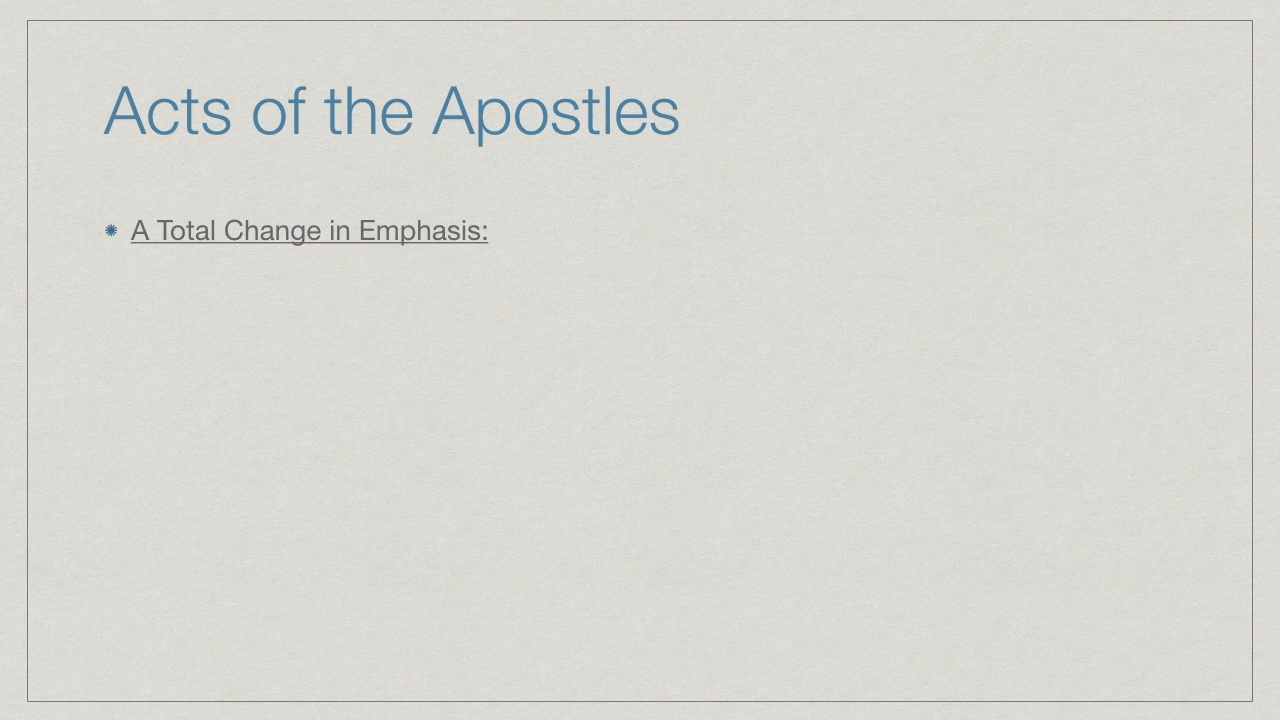 Acts of the Apostles
A Total Change in Emphasis: